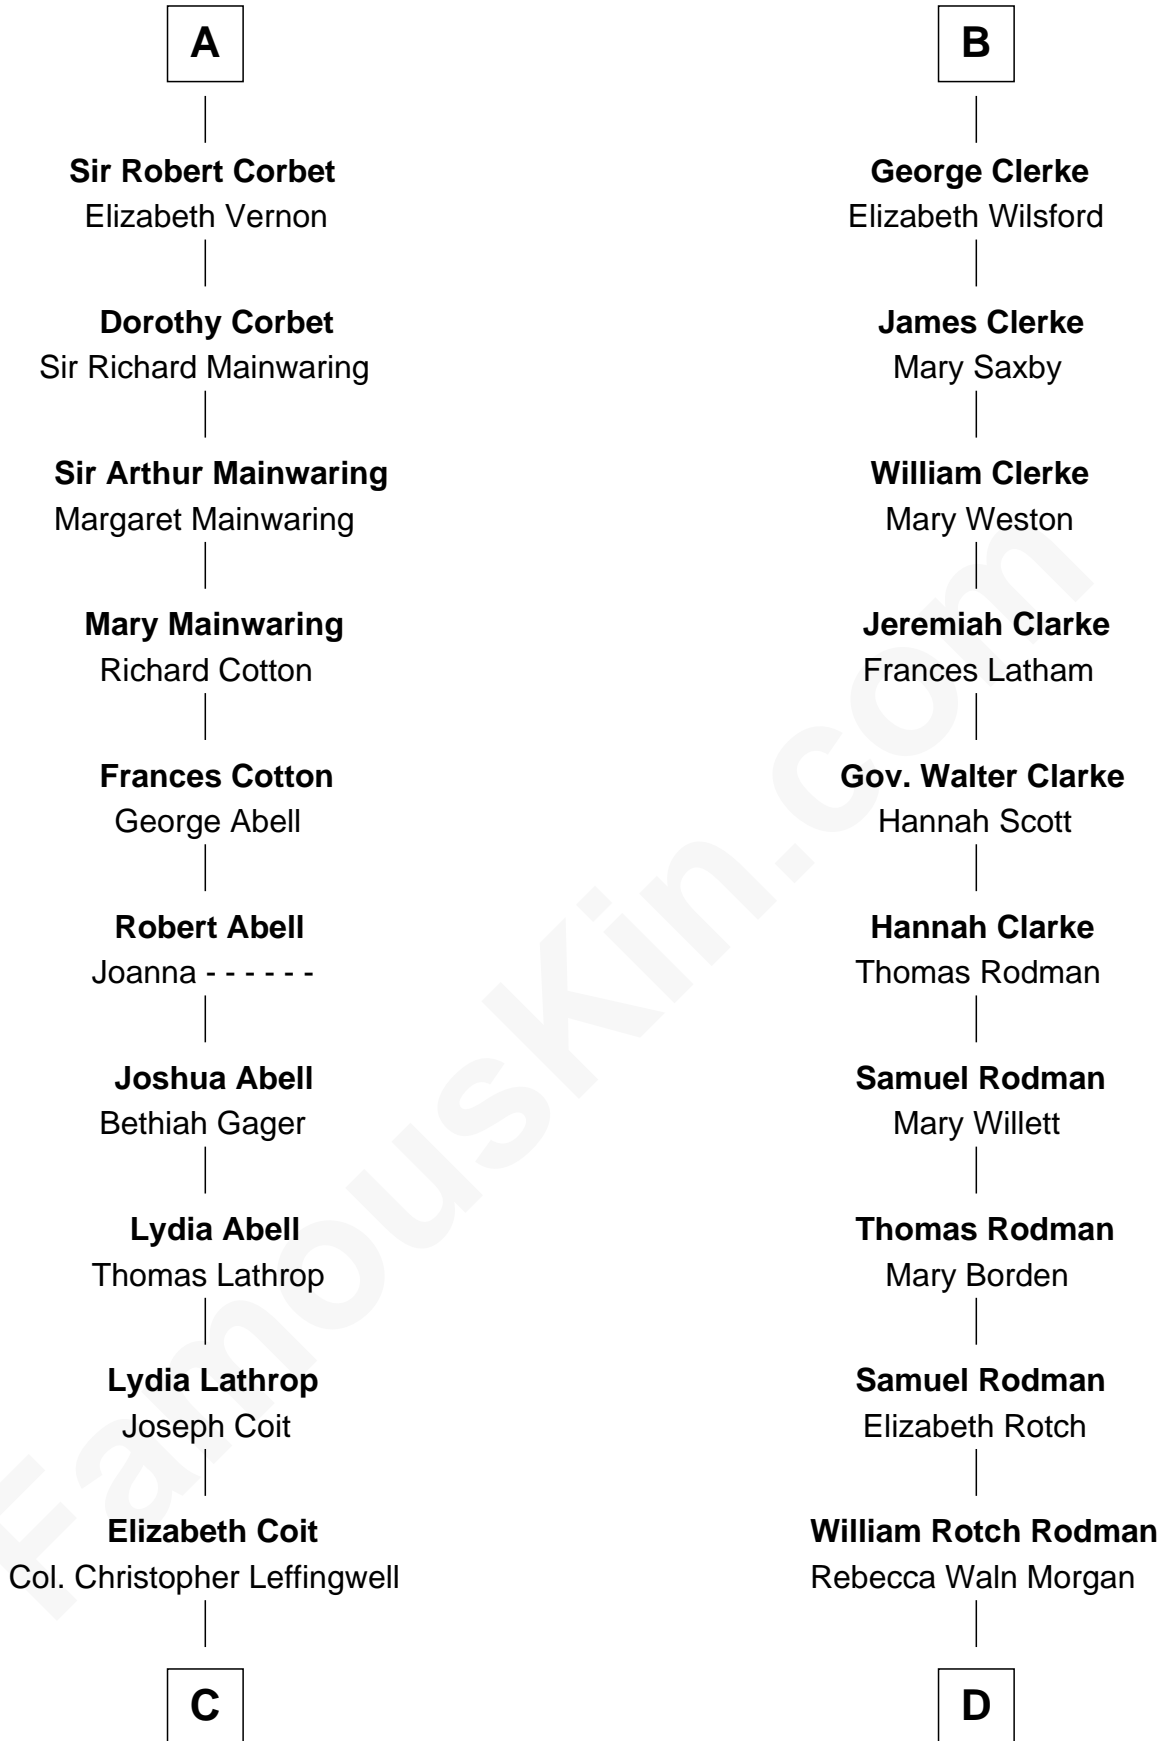 A
Sir Robert Corbet
Elizabeth Vernon
Dorothy Corbet
Sir Richard Mainwaring
Sir Arthur Mainwaring
Margaret Mainwaring
Mary Mainwaring
Richard Cotton
Frances Cotton
George Abell
Robert Abell
Joanna - - - - - -
Joshua Abell
Bethiah Gager
Lydia Abell
Thomas Lathrop
Lydia Lathrop
Joseph Coit
Elizabeth Coit
Col. Christopher Leffingwell
C
B
George Clerke
Elizabeth Wilsford
James Clerke
Mary Saxby
William Clerke
Mary Weston
Jeremiah Clarke
Frances Latham
Gov. Walter Clarke
Hannah Scott
Hannah Clarke
Thomas Rodman
Samuel Rodman
Mary Willett
Thomas Rodman
Mary Borden
Samuel Rodman
Elizabeth Rotch
William Rotch Rodman
Rebecca Waln Morgan
D
FamousKin.com